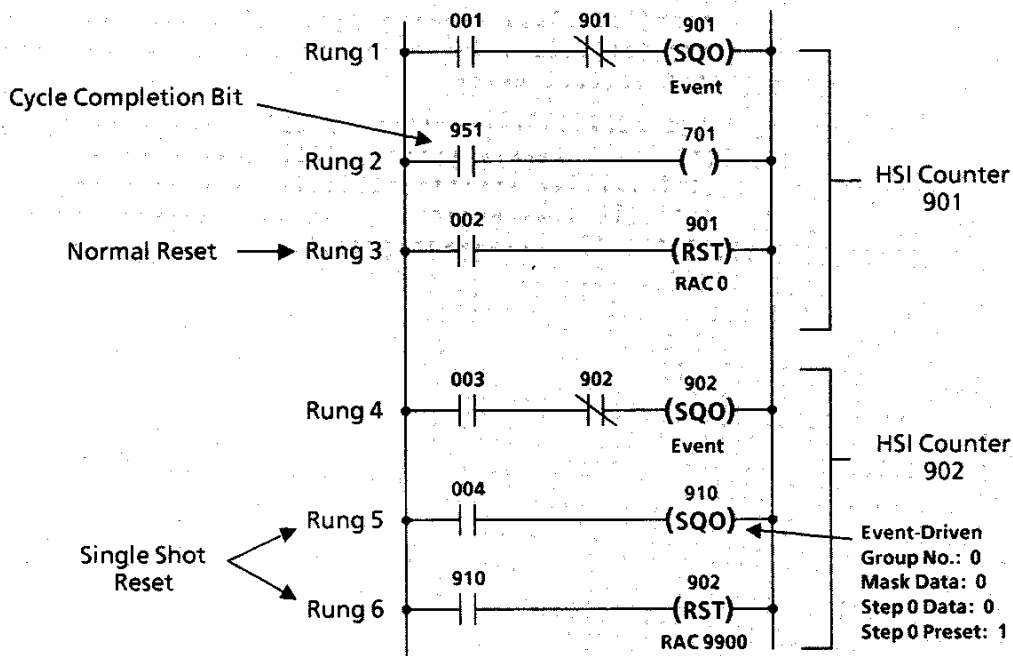 001 901 901
Rung 1 (SQO)
Event
Cycle Completion Bit
951 701
Rung 2 ( )
HSI Counter
901
002 901
Normal Reset Rung 3 (RST)
RAC 0
003 902 902
Rung 4 (SQO)
Event
HSI Counter
902
004 910
Rung 5 (SQO)
Event-Driven
Group No.: 0
Mask Data: 0
Step 0 Data: 0
Step 0 Preset: 1
Single Shot
Reset
910 902
Rung 6 (RST)
RAC 9900